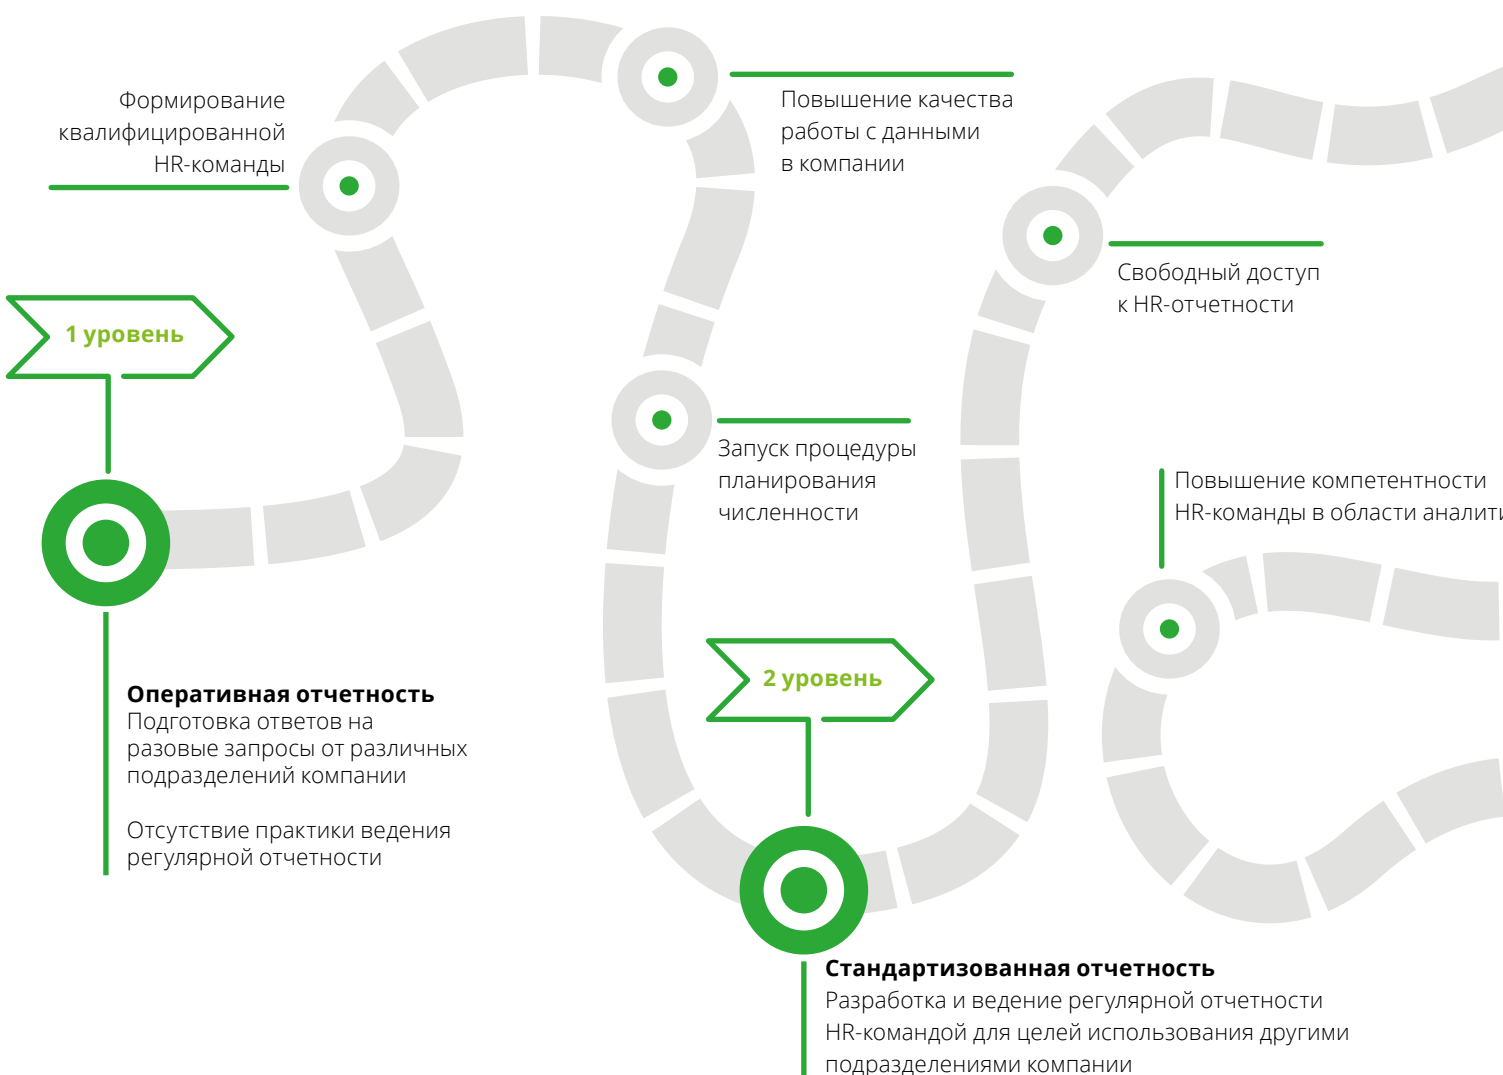 Формирование
квалифицированной
HR-команды
Повышение качества
работы с данными
в компании
Свободный доступ
к HR-отчетности
1 уровень
Запуск процедуры
планирования
численности
Повышение компетентности
HR-команды в области
2 уровень
Оперативная отчетность
Подготовка ответов на
разовые запросы от различных
подразделений компании
Отсутствие практики ведения
регулярной отчетности
Стандартизованная отчетность
Разработка и ведение регулярной отчетности
HR-командой для целей использования другими
подразделениями компании